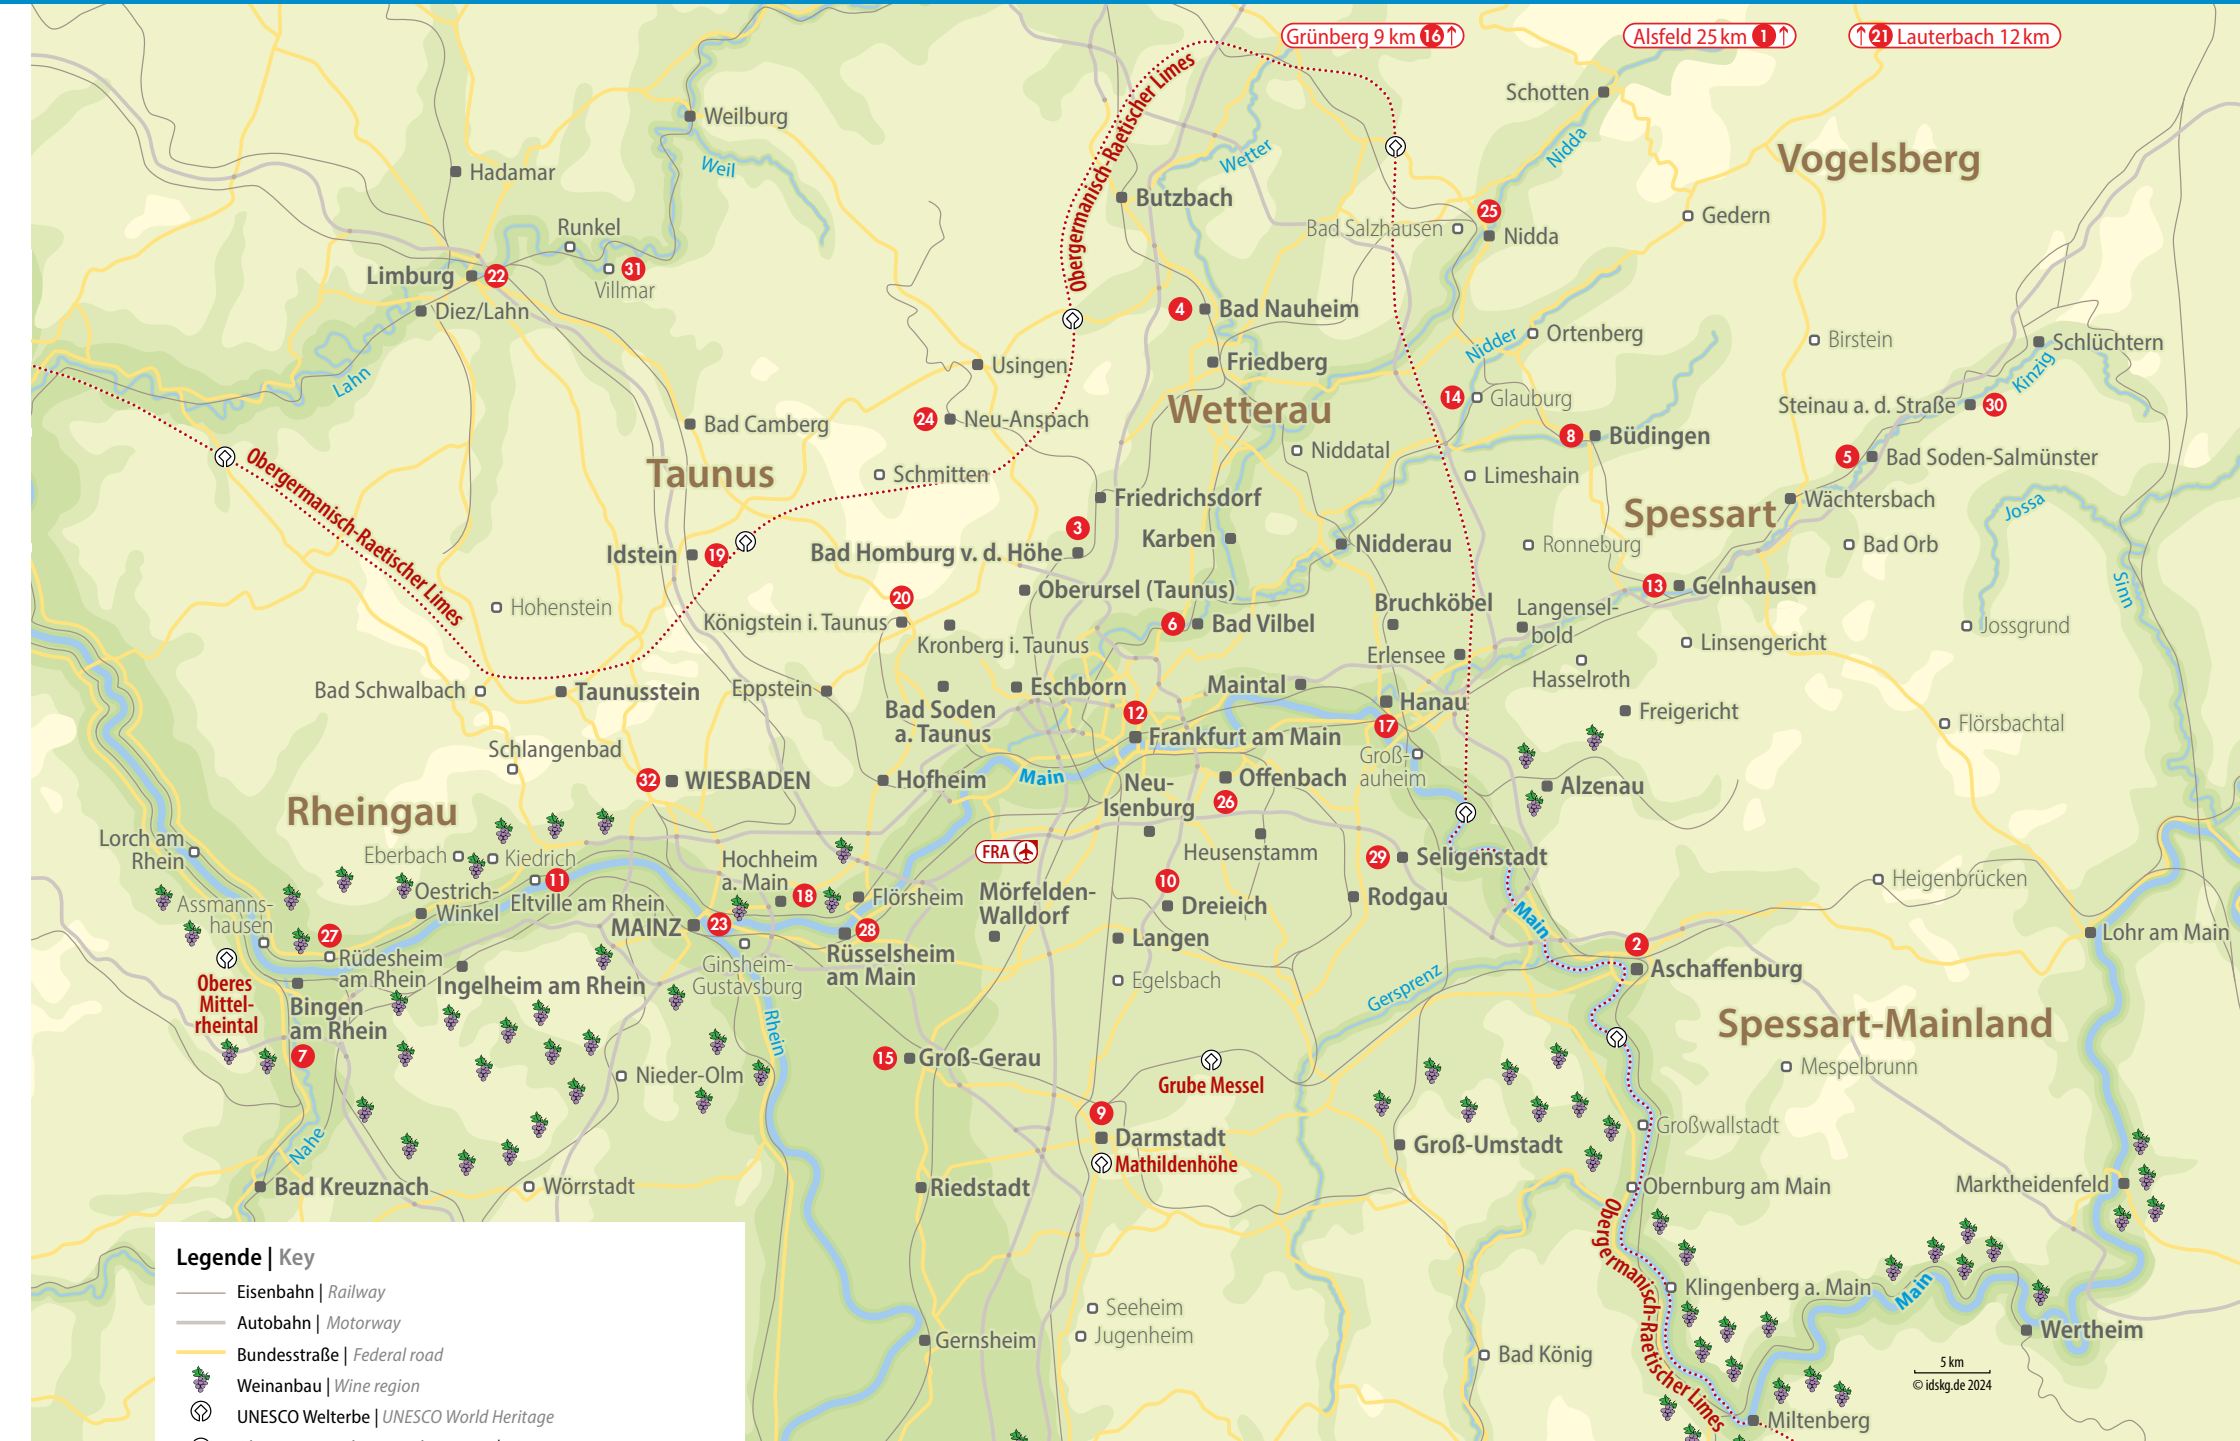 Grünberg 9 km 16 ↑
Alsfeld 25 km 1 ↑
↑ 21 Lauterbach 12 km
Schotten
Weilburg
Weil
Wetter
Nidda
Vogelsberg
Hadamar
Obergermanisch-Raetischer Limes
Butzbach
Runkel
25
Gedern
Bad Salzhausen
Nidda
Limburg
22
31
Villmar
Diez/Lahn
4
Bad Nauheim
Nidder
Ortenberg
Birstein
Schlüchtern
Kinzig
Usingen
Friedberg
Lahn
14
Glauburg
Steinau a. d. Straße
30
Wetterau
24
Neu-Anspach
Bad Camberg
8
Büdingen
Niddatal
5
Bad Soden-Salmünster
Obergermanisch-Raetischer Limes
Taunus
Schmitten
Limeshain
Friedrichsdorf
Wächtersbach
Jossa
Spessart
3
Karben
Idstein
19
Bad Homburg v. d. Höhe
Nidderau
Ronneburg
Bad Orb
Sinn
Oberursel (Taunus)
13
Gelnhausen
20
Hohenstein
Bruchköbel
Langensel-
bold
Königstein i. Taunus
6
Bad Vilbel
Jossgrund
Kronberg i. Taunus
Linsengericht
Erlensee
Hasselroth
Bad Schwalbach
Taunusstein
Eppstein
Eschborn
Maintal
Hanau
Bad Soden
a. Taunus
12
Freigericht
17
Flörsbachtal
Frankfurt am Main
Schlangenbad
Groß-
auheim
32
WIESBADEN
Hofheim
Main
Neu-
Isenburg
Offenbach
26
Alzenau
Rheingau
Lorch am
Rhein
Eberbach
Kiedrich
Hochheim
a. Main
FRA
Heusenstamm
29
Seligenstadt
11
10
Heigenbrücken
Oestrich-
Winkel
Eltville am Rhein
18
Flörsheim
Mörfelden-
Walldorf
Dreieich
Rodgau
Assmanns-
hausen
27
MAINZ
23
28
Main
Langen
2
Lohr am Main
Rüdesheim
am Rhein
Rüsselsheim
am Main
Ginsheim-
Gustavsburg
Aschaffenburg
Oberes
Mittel-
rheintal
Ingelheim am Rhein
Egelsbach
Gersprenz
Bingen
am Rhein
Rhein
Spessart-Mainland
7
15
Groß-Gerau
Grube Messel
Mespelbrunn
Nieder-Olm
9
Darmstadt
Großwallstadt
Nahe
Mathildenhöhe
Groß-Umstadt
Bad Kreuznach
Wörrstadt
Riedstadt
Obernburg am Main
Marktheidenfeld
Obergermanisch-Raetischer Limes
Legende | Key
Eisenbahn | Railway
Autobahn | Motorway
Bundesstraße | Federal road
Weinanbau | Wine region
UNESCO Welterbe | UNESCO World Heritage
Seeheim
Jugenheim
Gernsheim
Klingenberg a. Main
Main
Wertheim
Bad König
5 km
© idskg.de 2024
Miltenberg